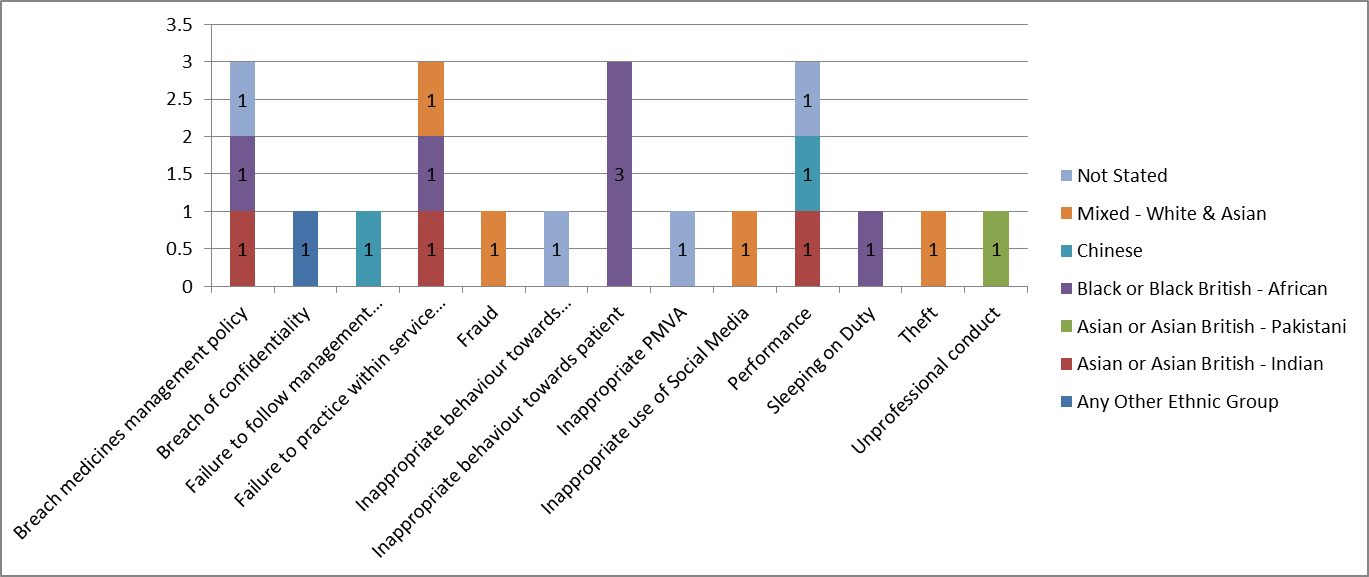 3.5
3
2.5
2
1.5
1
0.5
0
1
1
1
1
1
1
1
1
1
1
3
1
1
1
1
1
1
1
1
1
Breach medicines management policy
Breach of confidentiality
Failure to follow management...
Failure to practice within service...
Fraud
Inappropriate behaviour towards...
Inappropriate behaviour towards patient
Inappropriate PMVA
Inappropriate use of Social Media
Performance
Sleeping on Duty
Theft
Unprofessional conduct
Not Stated
Mixed - White & Asian
Chinese
Black or Black British - African
Asian or Asian British - Pakistani
Asian or Asian British - Indian
Any Other Ethnic Group